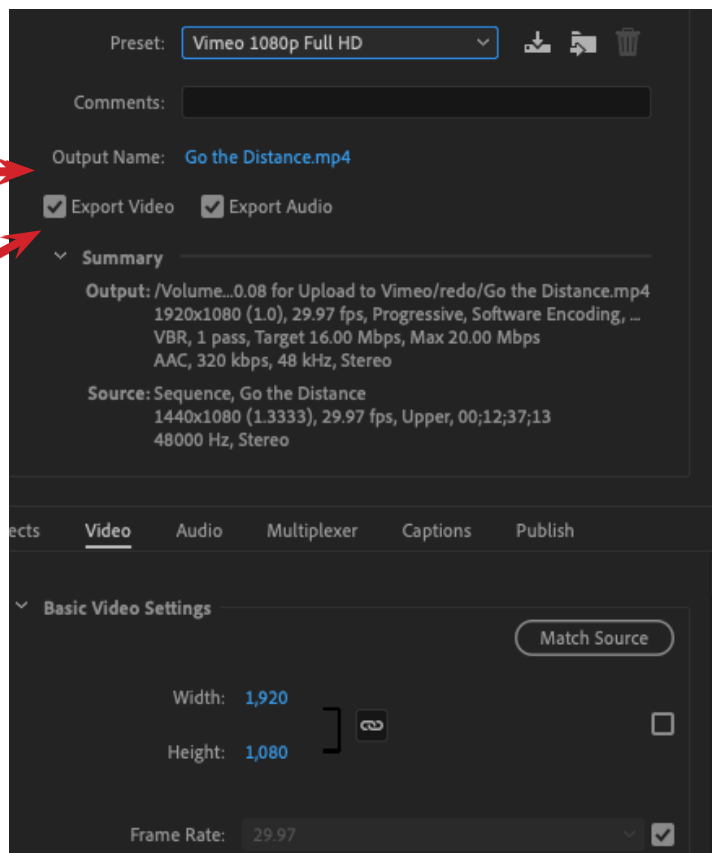 Preset: Vimeo 1080p Full HD
Comments:
Output Name: Go the Distance.mp4
Export Video Export Audio
Summary
Output: /Volume...0.08 for Upload to Vimeo/redo/Go the Distance.mp4
1920x1080 (1.0), 29.97 fps, Progressive, Software Encoding, ...
VBR, 1 pass, Target 16.00 Mbps, Max 20.00 Mbps
AAC, 320 kbps, 48 kHz, Stereo
Source: Sequence, Go the Distance
1440x1080 (1.3333), 29.97 fps, Upper, 00;12;37;13
48000 Hz, Stereo
ects Video Audio Multiplexer Captions Publish
Basic Video Settings
Match Source
Width: 1,920
Height: 1,080
Frame Rate: 29.97